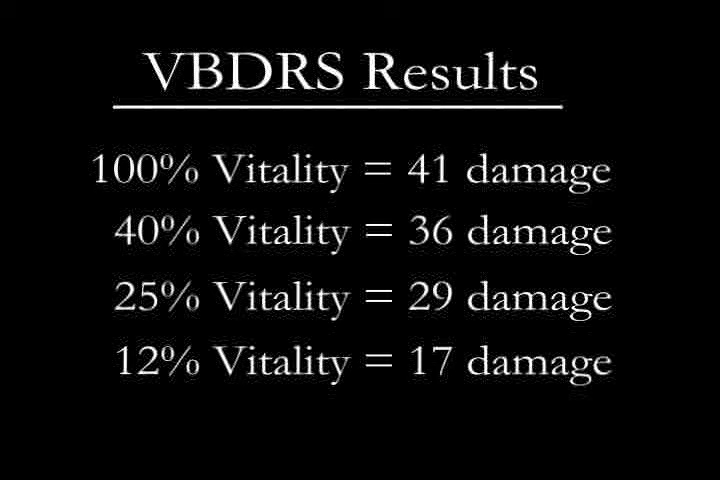 VBDRS Results
100% Vitality = 41 damage
40% Vitality = 36 damage
25% Vitality = 29 damage
12% Vitality = 17 damage